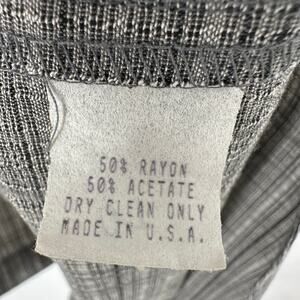 50% RAYON
50% ACETATE
DRY CLEAN ONLY
MADE IN U.S.A.